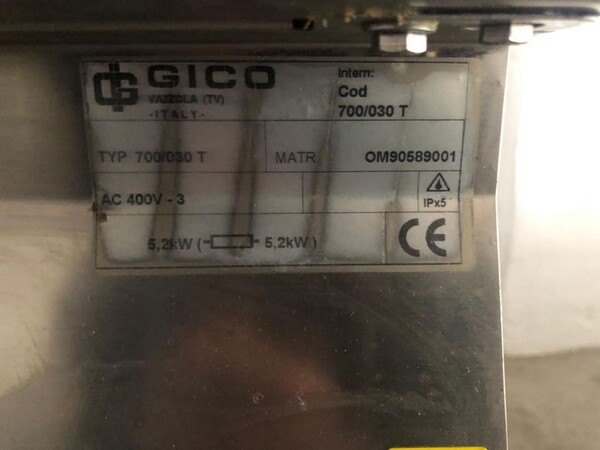 GICO
VAZZOLA (TV)
-ITALY-
Intern:
Cod
700/030 T
TYP 700/030 T MATR OM90589001
AC 400V - 3
IPx5
5,2kW ( 5,2kW )
CE